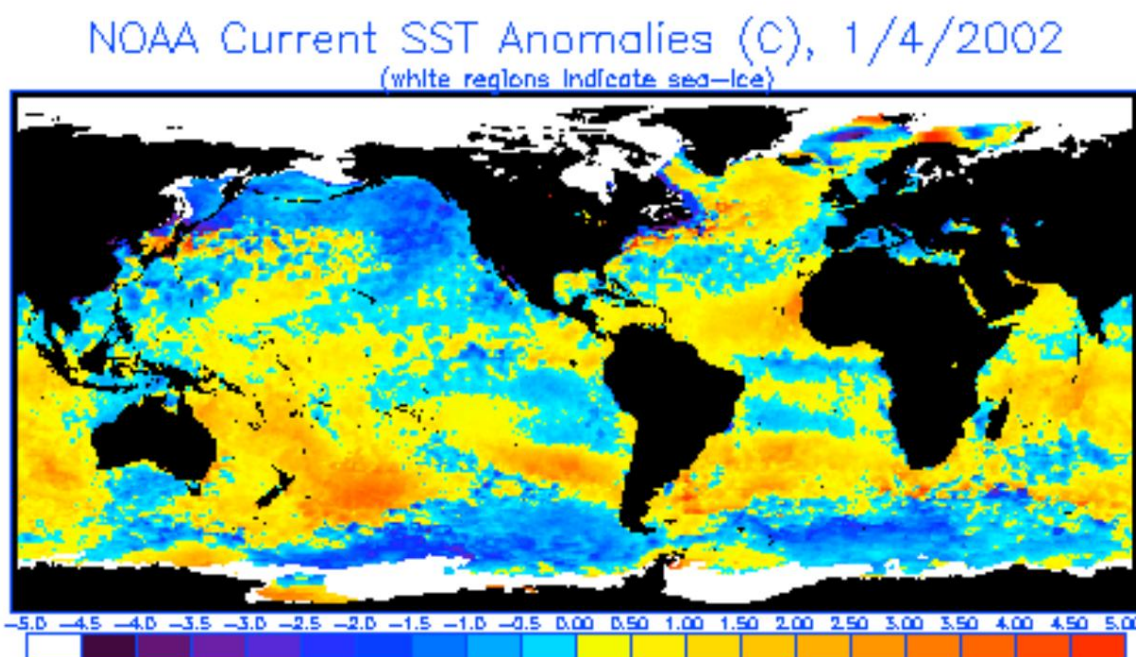 NOAA Current SST Anomalies (C), 1/4/2002
(white regions indicate sea-ice)
-5.0 -4.5 -4.0 -3.5 -3.0 -2.5 -2.0 -1.5 -1.0 -0.5 0.00 0.50 1.00 1.50 2.00 2.50 3.00 3.50 4.00 4.50 5.00